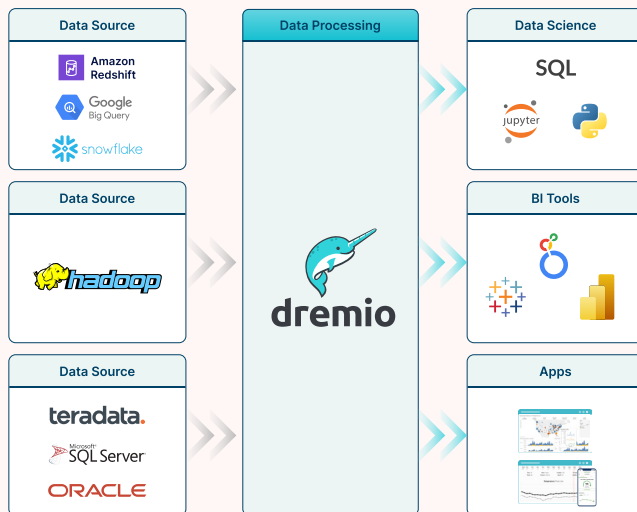 Data Source
Amazon
Redshift
Google
Big Query
snowflake
Data Source
hadoop
Data Source
teradata.
Microsoft®
SQL Server
ORACLE
Data Processing
dremio
Data Science
SQL
jupyter
BI Tools
Apps